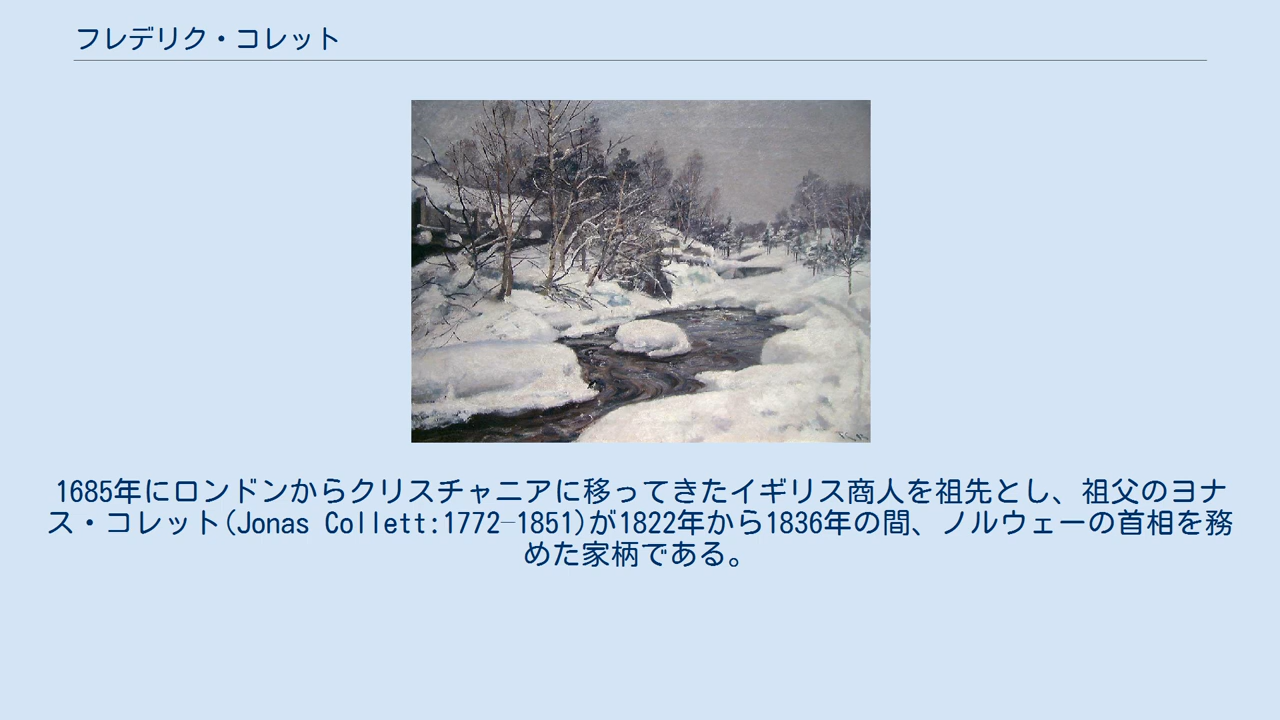 フレデリク・コレット
1685年にロンドンからクリスチャニアに移ってきたイギリス商人を祖先とし、祖父のヨナ
ス・コレット(Jonas Collett:1772–1851)が1822年から1836年の間、ノルウェーの首相を務
めた家柄である。